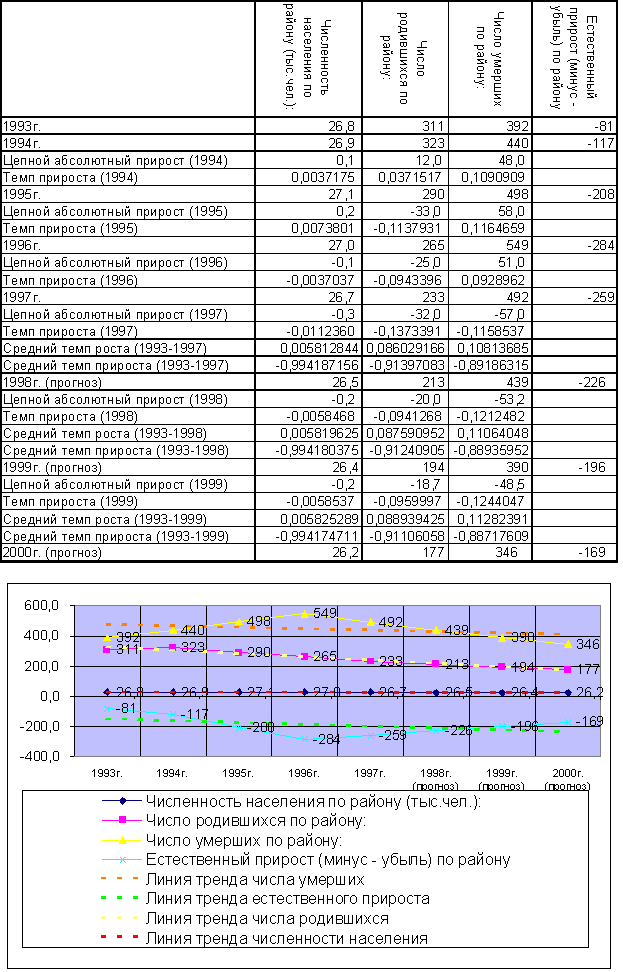 Численность населения по району (тыс.чел.):
Число родившихся по району:
Число умерших по району:
Естественный прирост (минус - убыль) по району
1993г. 26,8 311 392 -81
1994г. 26,9 323 440 -117
Цепной абсолютный прирост (1994) 0,1 12,0 48,0
Темп прироста (1994) 0,0037175 0,0371517 0,1090909
1995г. 27,1 290 498 -208
Цепной абсолютный прирост (1995) 0,2 -33,0 58,0
Темп прироста (1995) 0,0073801 -0,1137931 0,1164659
1996г. 27,0 265 549 -284
Цепной абсолютный прирост (1996) -0,1 -25,0 51,0
Темп прироста (1996) -0,0037037 -0,0943396 0,0928962
1997г. 26,7 233 492 -259
Цепной абсолютный прирост (1997) -0,3 -32,0 -57,0
Темп прироста (1997) -0,0112360 -0,1373391 -0,1158537
Средний темп роста (1993-1997) 0,005812844 0,086029166 0,10813685
Средний темп прироста (1993-1997) -0,994187156 -0,91397083 -0,89186315
1998г. (прогноз) 26,5 213 439 -226
Цепной абсолютный прирост (1998) -0,2 -20,0 -53,2
Темп прироста (1998) -0,0058468 -0,0941268 -0,1212482
Средний темп роста (1993-1998) 0,005819625 0,087590952 0,11064048
Средний темп прироста (1993-1998) -0,994180375 -0,91240905 -0,88935952
1999г. (прогноз) 26,4 194 390 -196
Цепной абсолютный прирост (1999) -0,2 -18,7 -48,5
Темп прироста (1999) -0,0058537 -0,0959997 -0,1244047
Средний темп роста (1993-1999) 0,005825289 0,088939425 0,11282391
Средний темп прироста (1993-1999) -0,994174711 -0,91106058 -0,88717609
2000г. (прогноз) 26,2 177 346 -169
600,0
400,0
200,0
0,0
-200,0
-400,0
392 440 498 549 492 439 390 346
311 323 290 265 233 213 194 177
26,8 26,9 27,1 27,0 26,7 26,5 26,4 26,2
-81 -117 -208 -284 -259 -226 -196 -169
1993г. 1994г. 1995г. 1996г. 1997г. 1998г. 1999г. 2000г.
(прогноз) (прогноз) (прогноз)
Численность населения по району (тыс.чел.):
Число родившихся по району:
Число умерших по району:
Естественный прирост (минус - убыль) по району
Линия тренда числа умерших
Линия тренда естественного прироста
Линия тренда числа родившихся
Линия тренда численности населения